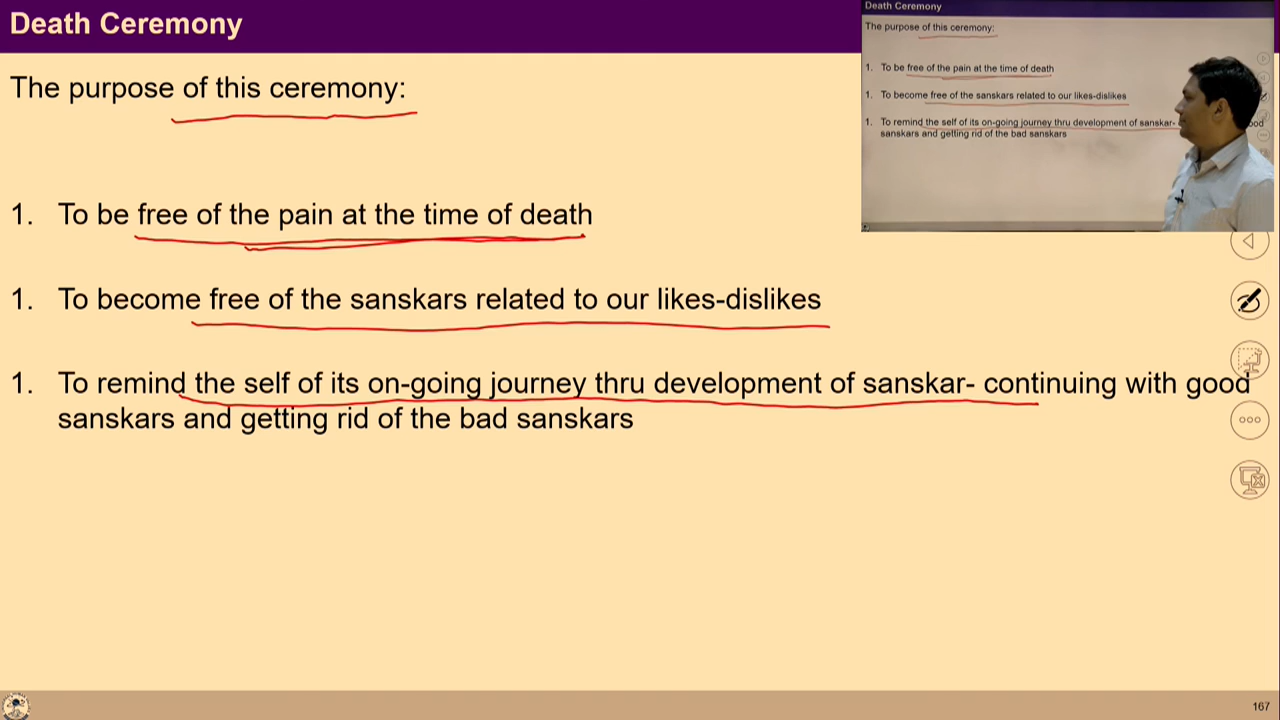 Death Ceremony
The purpose of this ceremony:
1. To be free of the pain at the time of death
1. To become free of the sanskars related to our likes-dislikes
1. To remind the self of its on-going journey thru development of sanskar- continuing with good
sanskars and getting rid of the bad sanskars
Death Ceremony
The purpose of this ceremony:
1. To be free of the pain at the time of death
1. To become free of the sanskars related to our likes-dislikes
1. To remind the self of its on-going journey thru development of sanskar- ood
sanskars and getting rid of the bad sanskars
167